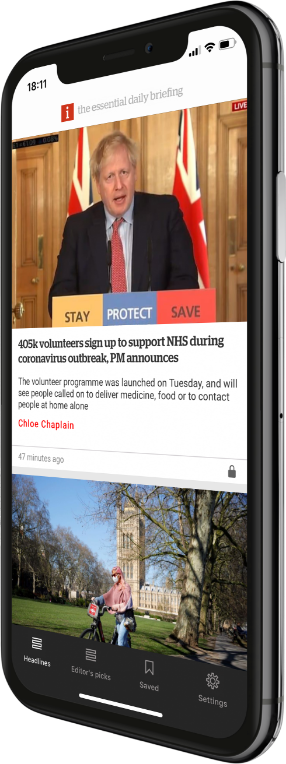 18:11
i the essential daily briefing
LIVE
STAY PROTECT SAVE
405k volunteers sign up to support NHS during
coronavirus outbreak, PM announces
The volunteer programme was launched on Tuesday, and will
see people called on to deliver medicine, food or to contact
people at home alone
Chloe Chaplain
47 minutes ago
Headlines
Editor's picks
Saved
Settings